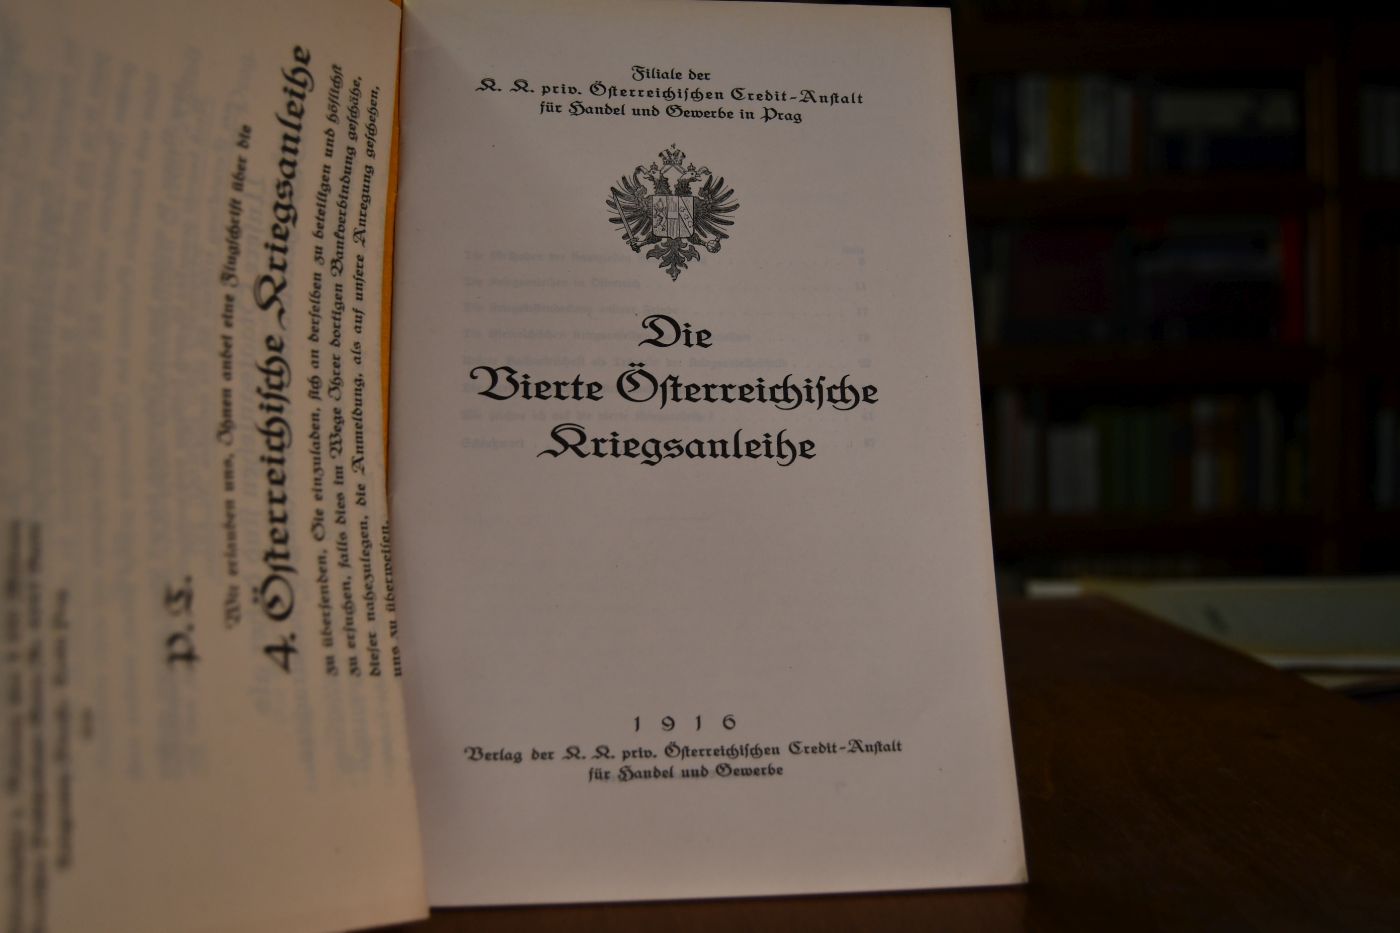 P. T.
Wir erlauben uns, Ihnen anbei eine Flugschrift über die
4. Österreichische Kriegsanleihe
zu übersenden, Sie einzuladen, sich an derselben zu beteiligen und höflichst
zu ersuchen, falls dies im Wege Ihrer dortigen Bankverbindung geschähe,
dieser nahezulegen, die Anmeldung, als auf unsere Anregung geschehen,
uns zu überweisen.
Filiale der
K. K. priv. Österreichischen Credit-Anstalt
für Handel und Gewerbe in Prag
Die
Vierte Österreichische
Kriegsanleihe
1916
Verlag der K. K. priv. Österreichischen Credit-Anstalt
für Handel und Gewerbe